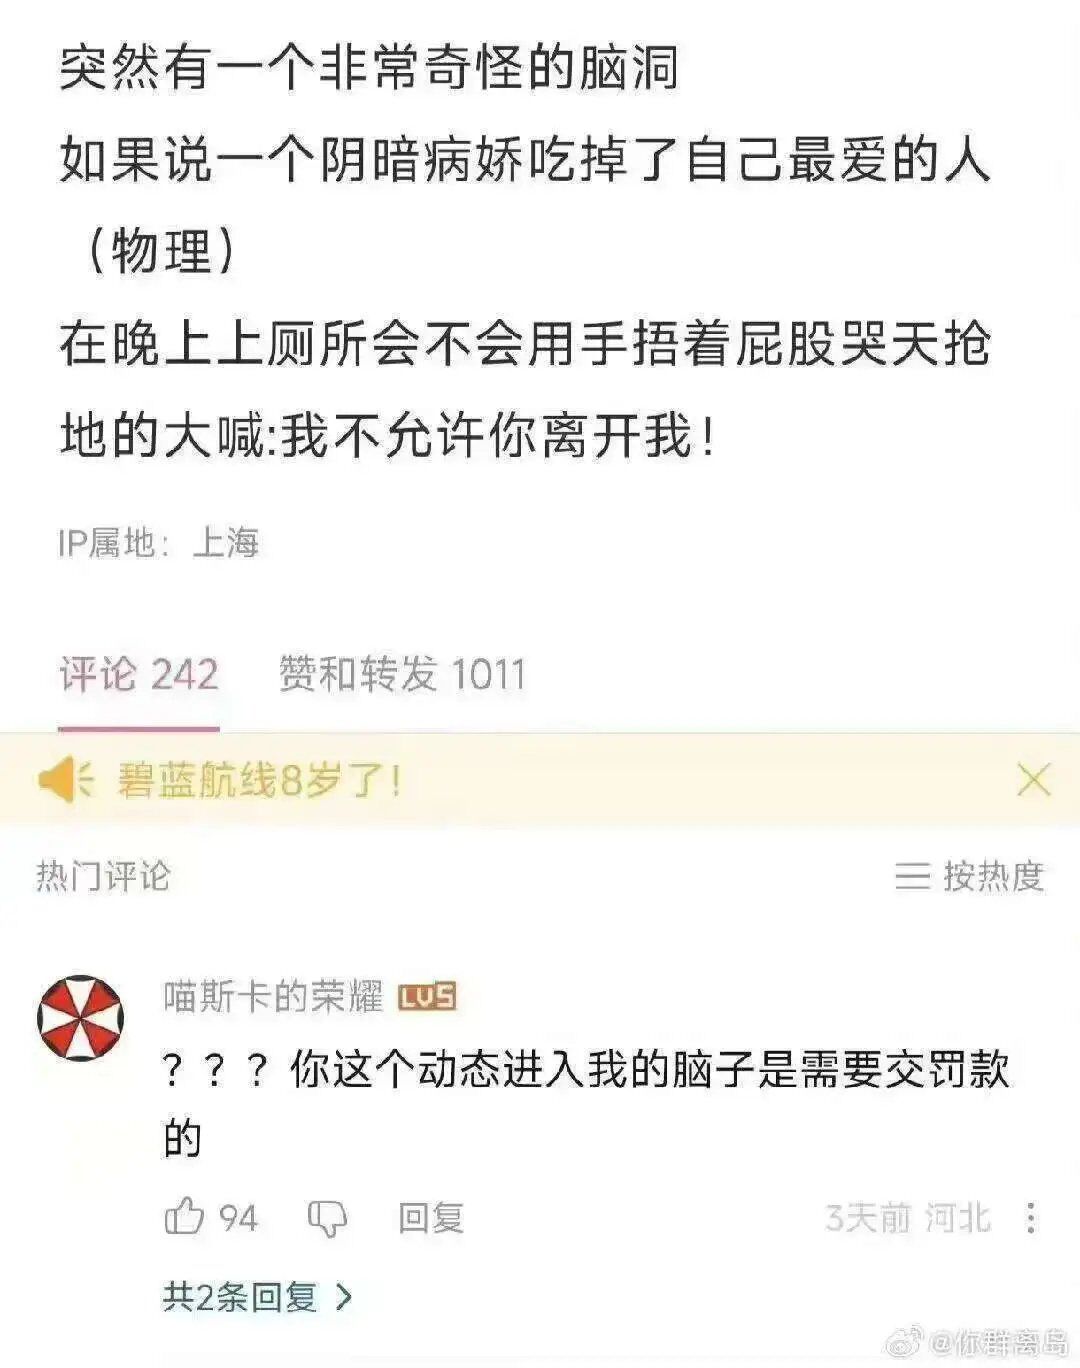 突然有一个非常奇怪的脑洞
如果说一个阴暗病娇吃掉了自己最爱的人
（物理）
在晚上上厕所会不会用手捂着屁股哭天抢
地的大喊:我不允许你离开我！
IP属地：上海
评论 242 赞和转发 1011
碧蓝航线8岁了！
热门评论 按热度
喵斯卡的荣耀 LV5
？？？你这个动态进入我的脑子是需要交罚款
的
94 回复 3天前 河北
共2条回复
@你群离岛